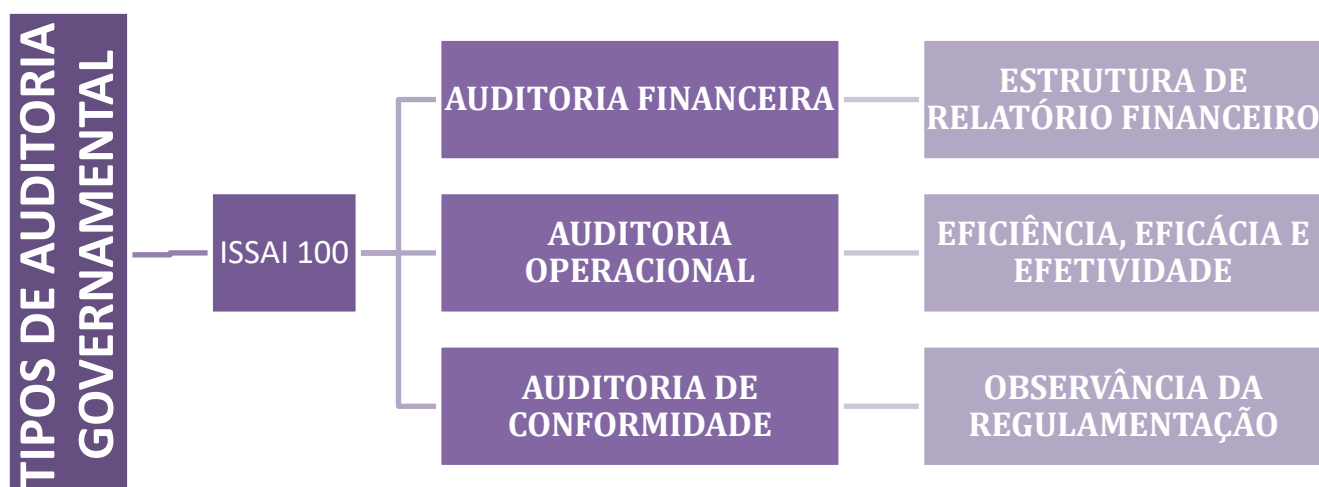 TIPOS DE AUDITORIA
GOVERNAMENTAL
ISSAI 100
AUDITORIA FINANCEIRA
ESTRUTURA DE
RELATÓRIO FINANCEIRO
AUDITORIA
OPERACIONAL
EFICIÊNCIA, EFICÁCIA E
EFETIVIDADE
AUDITORIA DE
CONFORMIDADE
OBSERVÂNCIA DA
REGULAMENTAÇÃO